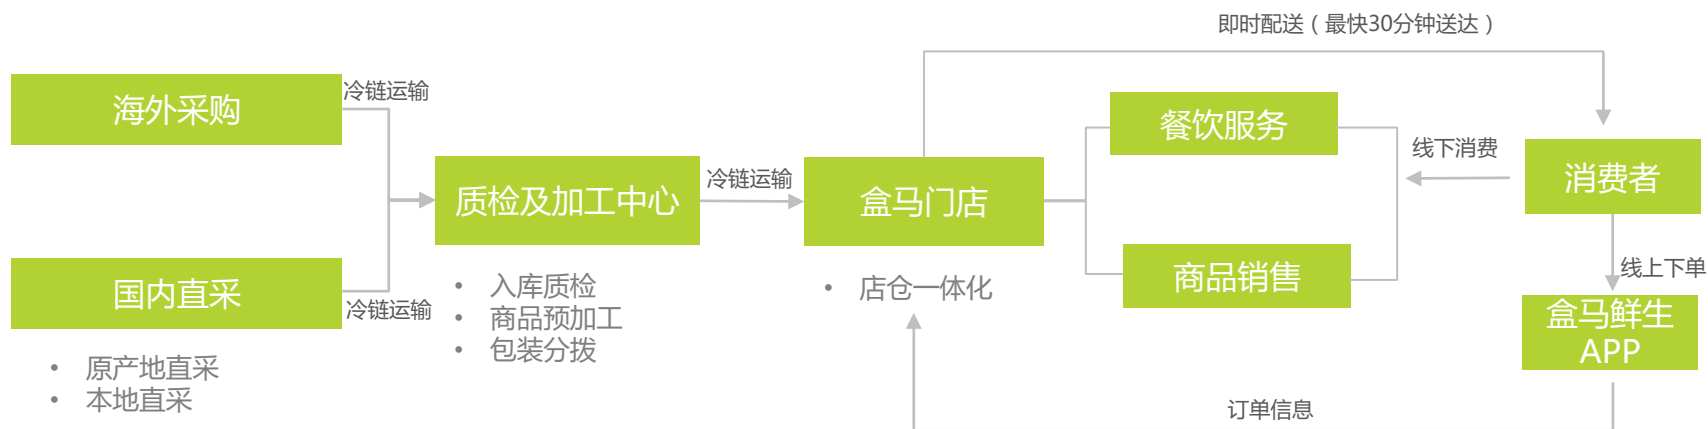 即时配送（最快30分钟送达）
海外采购
冷链运输
国内直采
冷链运输
• 原产地直采
• 本地直采
质检及加工中心
• 入库质检
• 商品预加工
• 包装分拨
冷链运输
盒马门店
• 店仓一体化
餐饮服务
商品销售
线下消费
消费者
线上下单
盒马鲜生
APP
订单信息